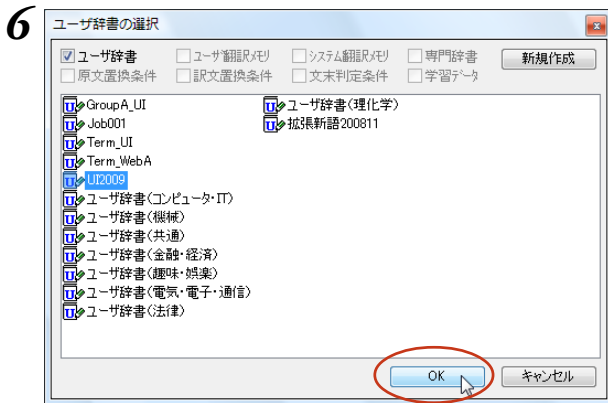 6
ユーザ辞書の選択
ユーザ辞書 ユーザ翻訳メモリ システム翻訳メモリ 専門辞書 新規作成
原文置換条件 訳文置換条件 文末判定条件 学習データ
GroupA_UI
Job001
Term_UI
Term_WebA
UI2009
ユーザ辞書(コンピュータ・IT)
ユーザ辞書(機械)
ユーザ辞書(共通)
ユーザ辞書(金融・経済)
ユーザ辞書(趣味・娯楽)
ユーザ辞書(電気・電子・通信)
ユーザ辞書(法律)
ユーザ辞書(理化学)
拡張新語200811
OK キャンセル